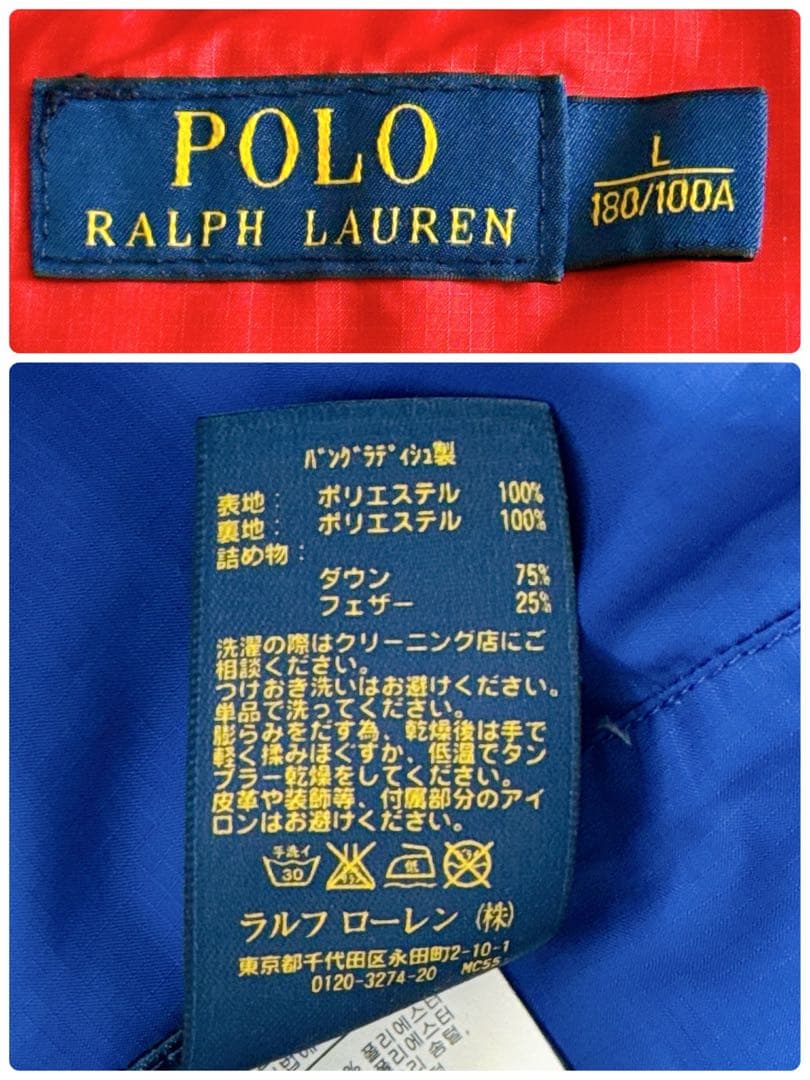 POLO
RALPH LAUREN
L
180/100A
バングラディシュ製
表地： ポリエステル 100%
裏地： ポリエステル 100%
詰め物：
ダウン 75%
フェザー 25%
洗濯の際はクリーニング店にご
相談ください。
つけおき洗いはお避けください。
単品で洗ってください。
膨らみをだす為、乾燥後は手で
軽く揉みほぐすか、低温でタン
ブラー乾燥をしてください。
皮革や装飾等、付属部分のアイ
ロンはお避けください。
手洗イ
30
低
ラルフ ローレン（株）
東京都千代田区永田町2-10-1
0120-3274-20 MC55
폴리에스터